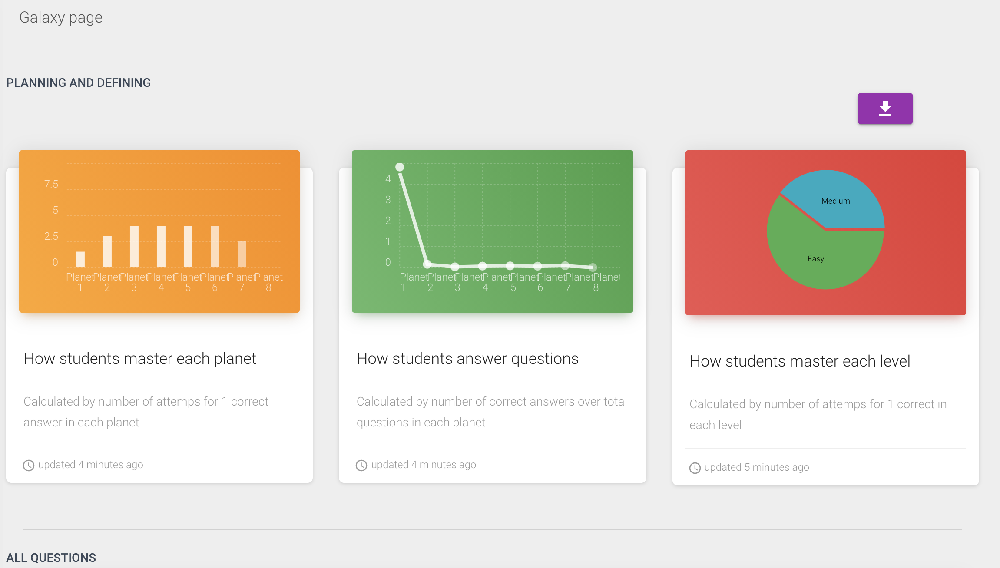 Galaxy page
PLANNING AND DEFINING
7.5
5
2.5
0
Planet Planet Planet Planet Planet Planet Planet Planet
1 2 3 4 5 6 7 8
How students master each planet
Calculated by number of attemps for 1 correct
answer in each planet
updated 4 minutes ago
4
3
2
1
0
Planet Planet Planet Planet Planet Planet Planet Planet
1 2 3 4 5 6 7 8
How students answer questions
Calculated by number of correct answers over total
questions in each planet
updated 4 minutes ago
Medium
Easy
How students master each level
Calculated by number of attemps for 1 correct in
each level
updated 5 minutes ago
ALL QUESTIONS